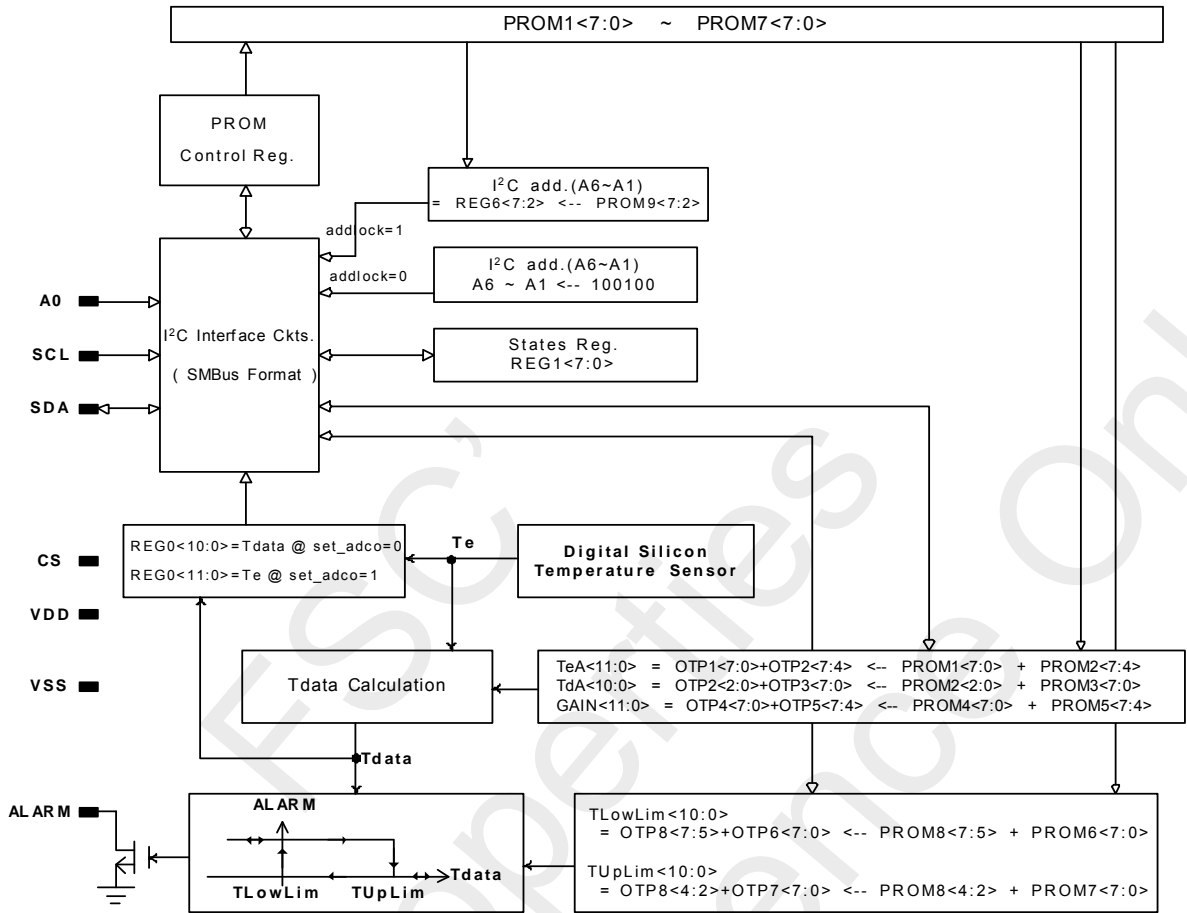 PROM1<7:0> ~ PROM7<7:0>
PROM
Control Reg.
I²C add.(A6~A1)
= REG6<7:2> <-- PROM9<7:2>
addlock=1
I²C add.(A6~A1)
A6 ~ A1 <-- 100100
addlock=0
A0
SCL
SDA
I²C Interface Ckts.
( SMBus Format )
States Reg.
REG1<7:0>
CS
VDD
VSS
REG0<10:0>=Tdata @ set_adco=0
REG0<11:0>=Te @ set_adco=1
Te
Digital Silicon
Temperature Sensor
Tdata Calculation
TeA<11:0> = OTP1<7:0>+OTP2<7:4> <-- PROM1<7:0> + PROM2<7:4>
TdA<10:0> = OTP2<2:0>+OTP3<7:0> <-- PROM2<2:0> + PROM3<7:0>
GAIN<11:0> = OTP4<7:0>+OTP5<7:4> <-- PROM4<7:0> + PROM5<7:4>
Tdata
ALARM
ALARM
Tdata
TLowLim TUpLim
TLowLim<10:0>
= OTP8<7:5>+OTP6<7:0> <-- PROM8<7:5> + PROM6<7:0>
TUpLim<10:0>
= OTP8<4:2>+OTP7<7:0> <-- PROM8<4:2> + PROM7<7:0>
FSC'